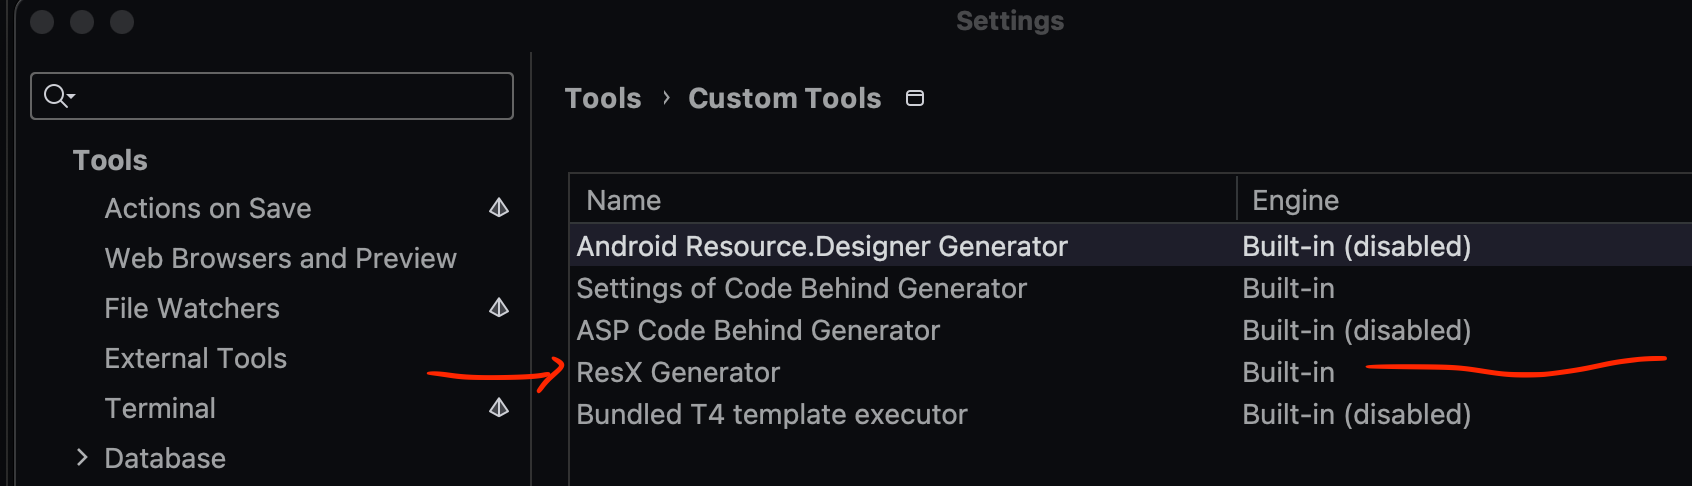 Settings
Tools › Custom Tools
Tools
Actions on Save
Web Browsers and Preview
File Watchers
External Tools
Terminal
Database
Name Engine
Android Resource.Designer Generator Built-in (disabled)
Settings of Code Behind Generator Built-in
ASP Code Behind Generator Built-in (disabled)
ResX Generator Built-in
Bundled T4 template executor Built-in (disabled)